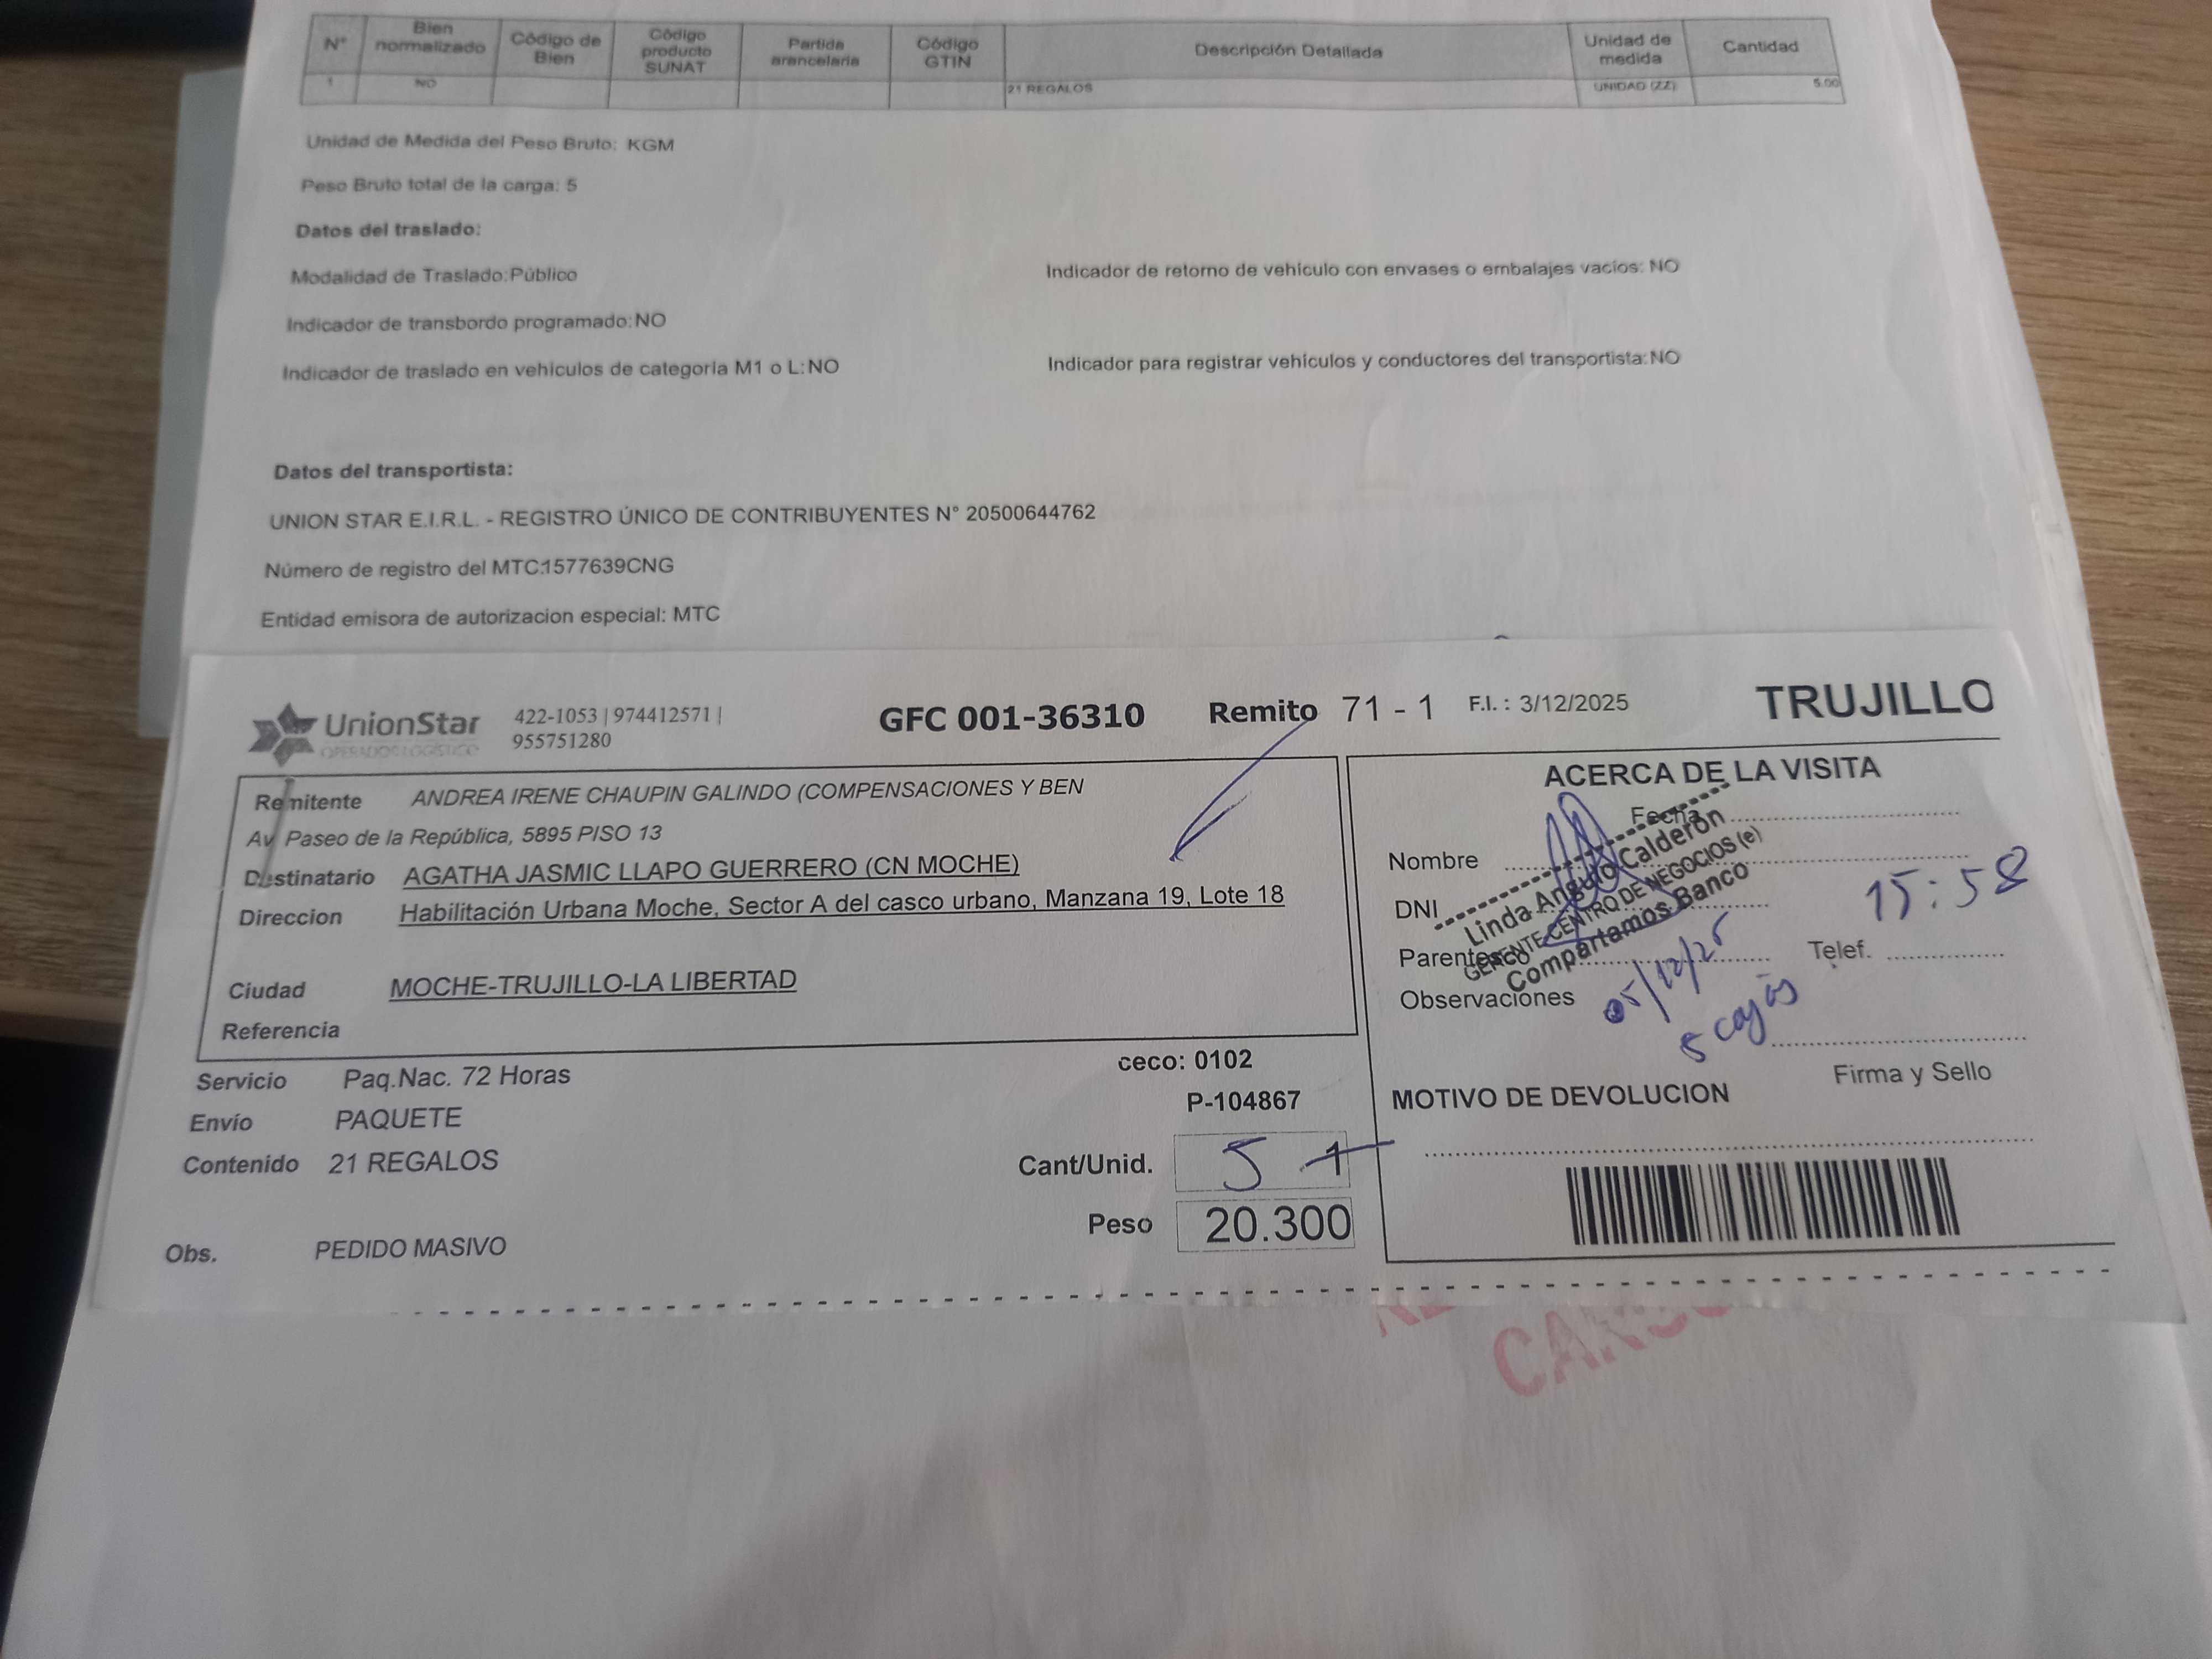 N° Bien normalizado Código de Bien Código producto SUNAT Partida arancelaria Código GTIN Descripción Detallada Unidad de medida Cantidad
1 NO 21 REGALOS UNIDAD (ZZ) 5.00
Unidad de Medida del Peso Bruto: KGM
Peso Bruto total de la carga: 5
Datos del traslado:
Modalidad de Traslado:Público Indicador de retorno de vehículo con envases o embalajes vacíos: NO
Indicador de transbordo programado:NO
Indicador de traslado en vehículos de categoría M1 o L:NO Indicador para registrar vehículos y conductores del transportista:NO
Datos del transportista:
UNION STAR E.I.R.L. - REGISTRO ÚNICO DE CONTRIBUYENTES N° 20500644762
Número de registro del MTC:1577639CNG
Entidad emisora de autorizacion especial: MTC
UnionStar
OPERADOR LOGÍSTICO
422-1053 | 974412571 |
955751280
GFC 001-36310 Remito 71 - 1 F.I. : 3/12/2025 TRUJILLO
Remitente ANDREA IRENE CHAUPIN GALINDO (COMPENSACIONES Y BEN
Av Paseo de la República, 5895 PISO 13
Destinatario AGATHA JASMIC LLAPO GUERRERO (CN MOCHE)
Direccion Habilitación Urbana Moche, Sector A del casco urbano, Manzana 19, Lote 18
Ciudad MOCHE-TRUJILLO-LA LIBERTAD
Referencia
Servicio Paq.Nac. 72 Horas
Envío PAQUETE
Contenido 21 REGALOS
Obs. PEDIDO MASIVO
ceco: 0102
P-104867
Cant/Unid. 5 1
Peso 20.300
ACERCA DE LA VISITA
Fecha
Nombre
DNI
Parentesco Telef.
Observaciones
Linda Angulo Calderón
GERENTE CENTRO DE NEGOCIOS (e)
Compartamos Banco
15:58
05/12/25
5 cajas
Firma y Sello
MOTIVO DE DEVOLUCION